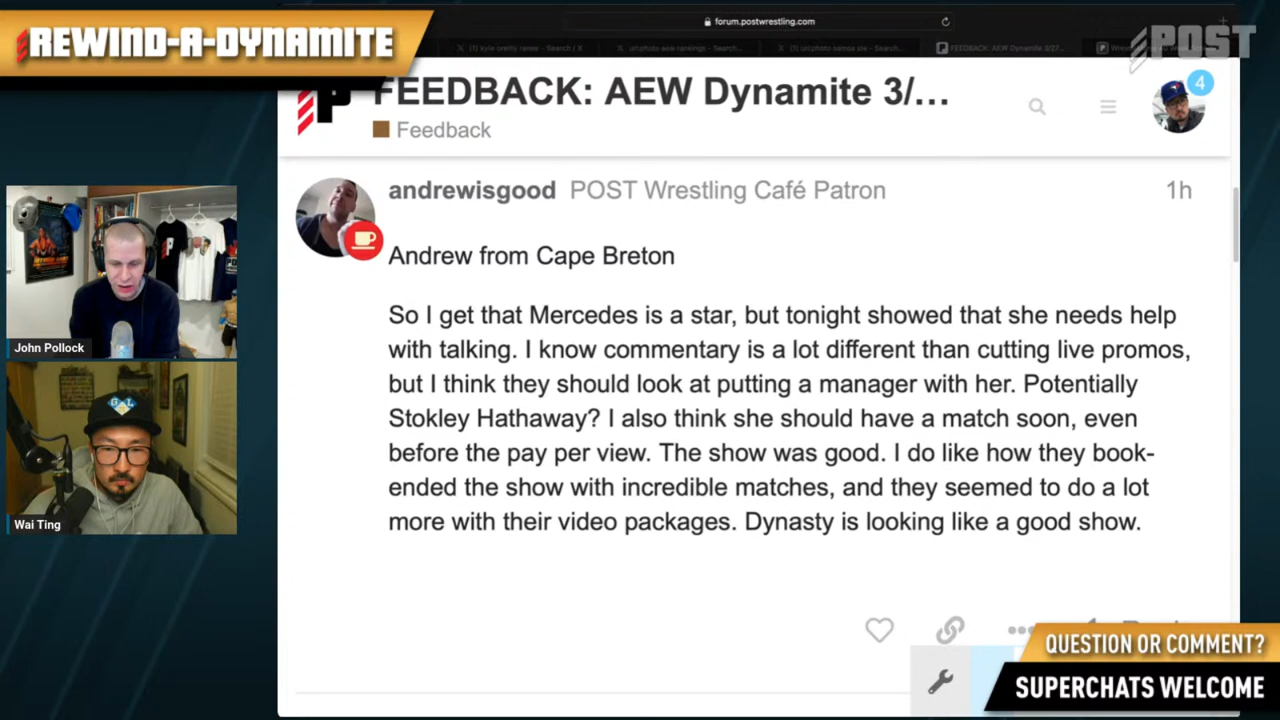 REWIND-A-DYNAMITE
forum.postwrestling.com
POST
FEEDBACK: AEW Dynamite 3/...
4
Feedback
andrewisgood POST Wrestling Café Patron 1h
Andrew from Cape Breton
So I get that Mercedes is a star, but tonight showed that she needs help
with talking. I know commentary is a lot different than cutting live promos,
but I think they should look at putting a manager with her. Potentially
Stokley Hathaway? I also think she should have a match soon, even
before the pay per view. The show was good. I do like how they book-
ended the show with incredible matches, and they seemed to do a lot
more with their video packages. Dynasty is looking like a good show.
John Pollock
Wai Ting
QUESTION OR COMMENT?
SUPERCHATS WELCOME